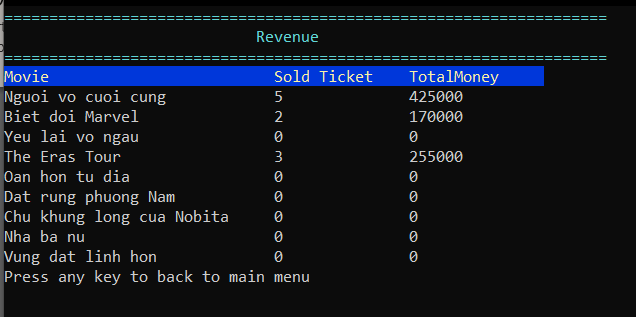 ===================================================================
Revenue
===================================================================
Movie Sold Ticket TotalMoney
Nguoi vo cuoi cung 5 425000
Biet doi Marvel 2 170000
Yeu lai vo ngau 0 0
The Eras Tour 3 255000
Oan hon tu dia 0 0
Dat rung phuong Nam 0 0
Chu khung long cua Nobita 0 0
Nha ba nu 0 0
Vung dat linh hon 0 0
Press any key to back to main menu